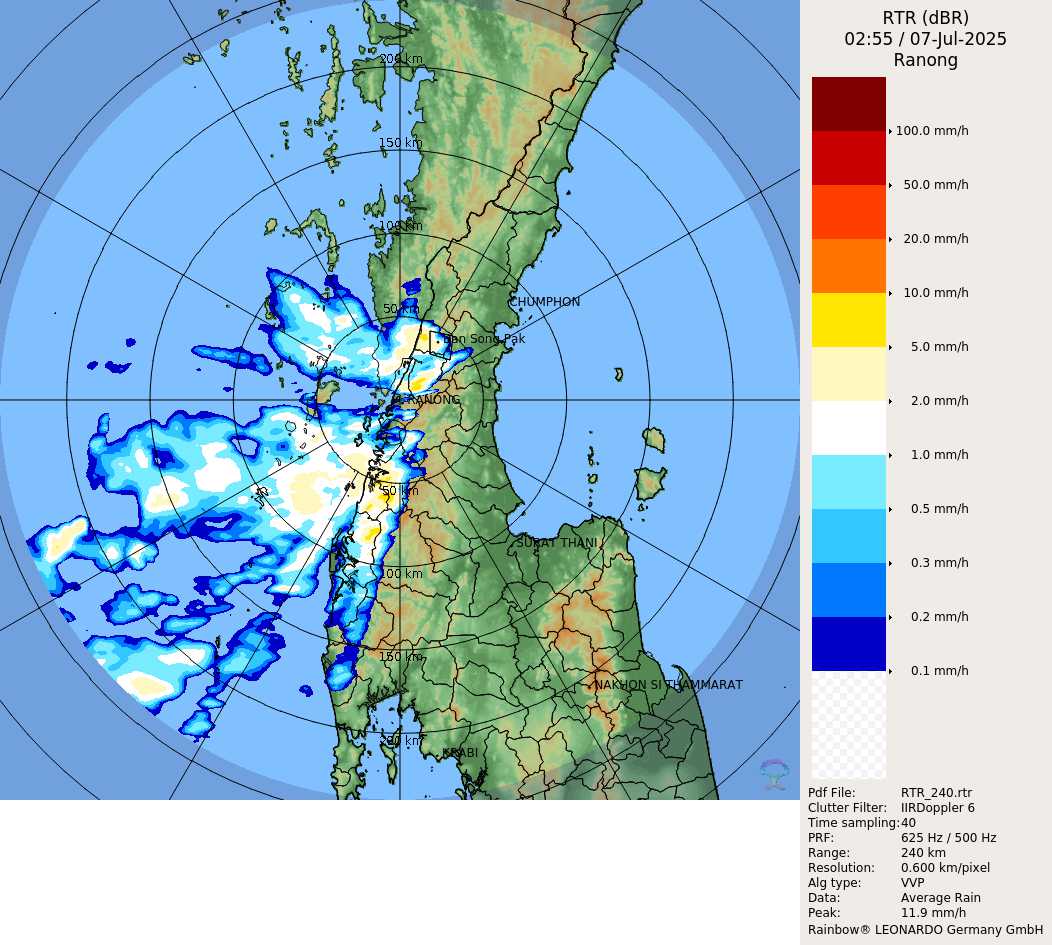 RTR (dBR)
02:55 / 07-Jul-2025
Ranong
200 km
150 km
100 km
50 km
CHUMPHON
Ban Song Pak
RANONG
50 km
SURAT THANI
100 km
150 km
NAKHON SI THAMMARAT
200 km
KRABI
100.0 mm/h
50.0 mm/h
20.0 mm/h
10.0 mm/h
5.0 mm/h
2.0 mm/h
1.0 mm/h
0.5 mm/h
0.3 mm/h
0.2 mm/h
0.1 mm/h
Pdf File: RTR_240.rtr
Clutter Filter: IIRDoppler 6
Time sampling:40
PRF: 625 Hz / 500 Hz
Range: 240 km
Resolution: 0.600 km/pixel
Alg type: VVP
Data: Average Rain
Peak: 11.9 mm/h
Rainbow® LEONARDO Germany GmbH